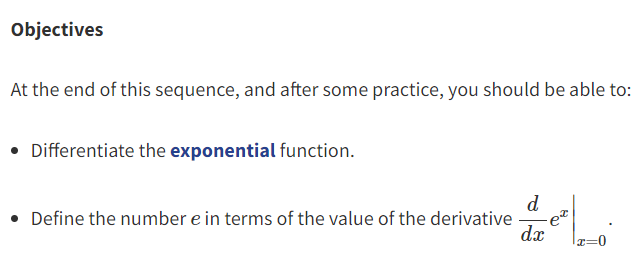 Objectives
At the end of this sequence, and after some practice, you should be able to:
• Differentiate the exponential function.
• Define the number e in terms of the value of the derivative $\left.\frac{d}{dx}e^x\right|_{x=0}$.